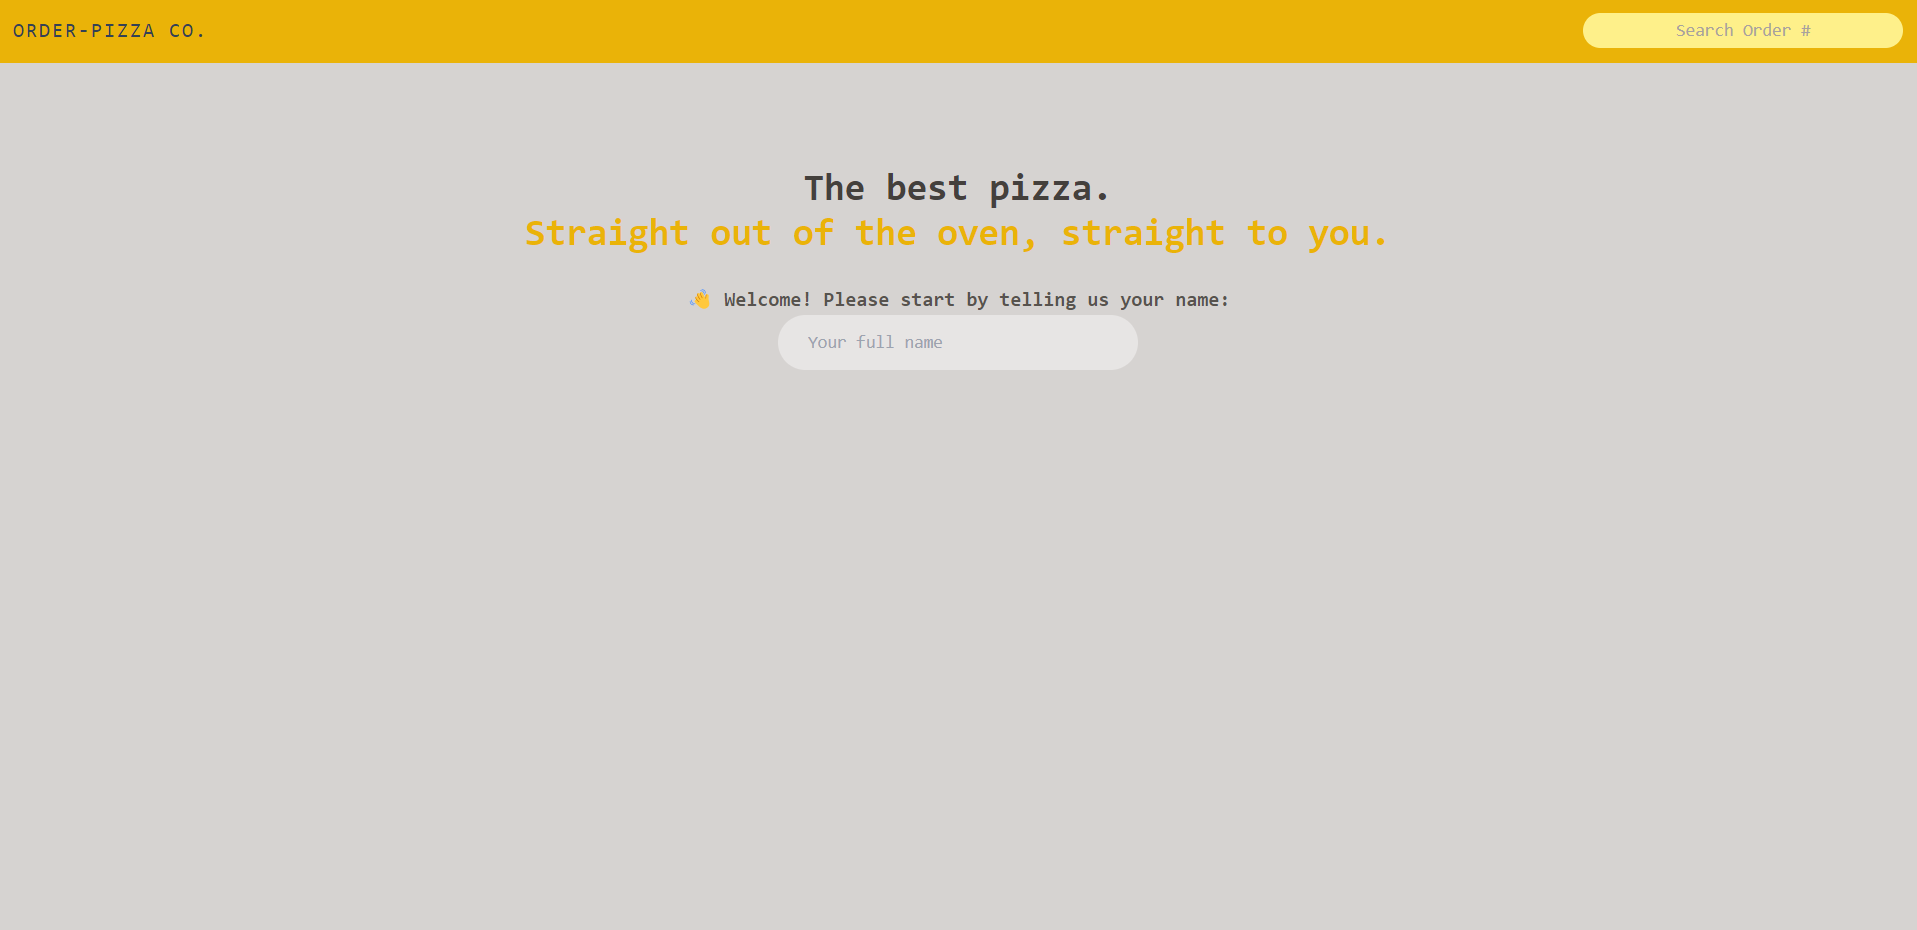 ORDER-PIZZA CO.
Search Order #
The best pizza.
Straight out of the oven, straight to you.
👋 Welcome! Please start by telling us your name:
Your full name